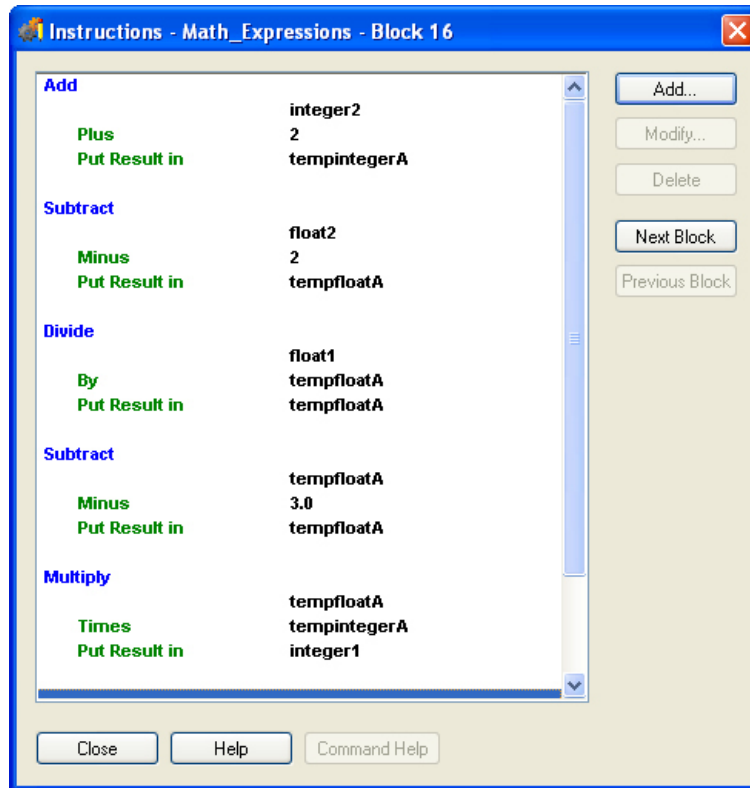 Instructions - Math_Expressions - Block 16
Add
integer2
Plus 2
Put Result in tempintegerA
Subtract
float2
Minus 2
Put Result in tempfloatA
Divide
float1
By tempfloatA
Put Result in tempfloatA
Subtract
tempfloatA
Minus 3.0
Put Result in tempfloatA
Multiply
tempfloatA
Times tempintegerA
Put Result in integer1
Add...
Modify...
Delete
Next Block
Previous Block
Close Help Command Help